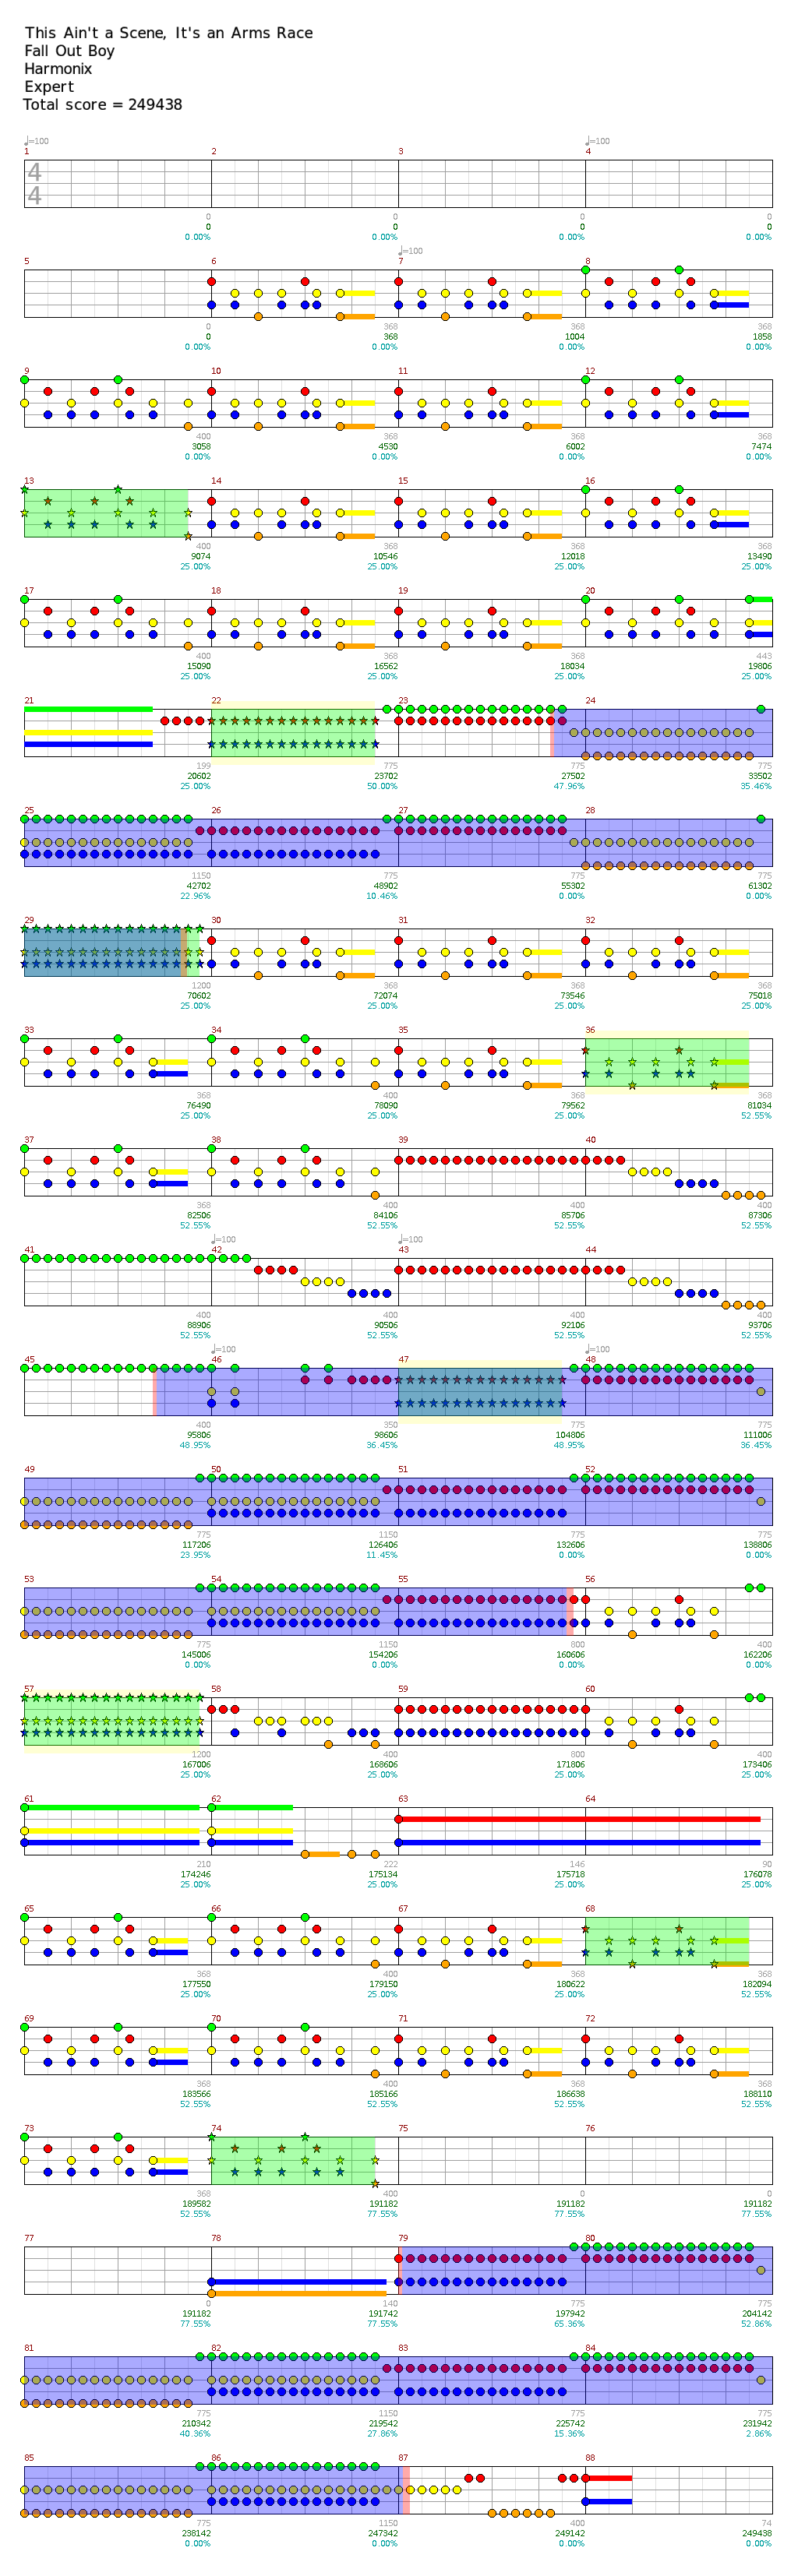 This Ain't a Scene, It's an Arms Race
Fall Out Boy
Harmonix
Expert
Total score = 249438
♩=100 ♩=100
1 2 3 4
4
4
0 0 0 0
0 0 0 0
0.00% 0.00% 0.00% 0.00%
♩=100
5 6 7 8
0 368 368 368
0 368 1004 1858
0.00% 0.00% 0.00% 0.00%
9 10 11 12
400 368 368 368
3058 4530 6002 7474
0.00% 0.00% 0.00% 0.00%
13 14 15 16
400 368 368 368
9074 10546 12018 13490
25.00% 25.00% 25.00% 25.00%
17 18 19 20
400 368 368 443
15090 16562 18034 19806
25.00% 25.00% 25.00% 25.00%
21 22 23 24
199 775 775 775
20602 23702 27502 33502
25.00% 50.00% 47.96% 35.46%
25 26 27 28
1150 775 775 775
42702 48902 55302 61302
22.96% 10.46% 0.00% 0.00%
29 30 31 32
1200 368 368 368
70602 72074 73546 75018
25.00% 25.00% 25.00% 25.00%
33 34 35 36
368 400 368 368
76490 78090 79562 81034
25.00% 25.00% 25.00% 52.55%
37 38 39 40
368 400 400 400
82506 84106 85706 87306
52.55% 52.55% 52.55% 52.55%
♩=100 ♩=100
41 42 43 44
400 400 400 400
88906 90506 92106 93706
52.55% 52.55% 52.55% 52.55%
♩=100 ♩=100
45 46 47 48
400 350 775 775
95806 98606 104806 111006
48.95% 36.45% 48.95% 36.45%
49 50 51 52
775 1150 775 775
117206 126406 132606 138806
23.95% 11.45% 0.00% 0.00%
53 54 55 56
775 1150 800 400
145006 154206 160606 162206
0.00% 0.00% 0.00% 0.00%
57 58 59 60
1200 400 800 400
167006 168606 171806 173406
25.00% 25.00% 25.00% 25.00%
61 62 63 64
210 222 146 90
174246 175134 175718 176078
25.00% 25.00% 25.00% 25.00%
65 66 67 68
368 400 368 368
177550 179150 180622 182094
25.00% 25.00% 25.00% 52.55%
69 70 71 72
368 400 368 368
183566 185166 186638 188110
52.55% 52.55% 52.55% 52.55%
73 74 75 76
368 400 0 0
189582 191182 191182 191182
52.55% 77.55% 77.55% 77.55%
77 78 79 80
0 140 775 775
191182 191742 197942 204142
77.55% 77.55% 65.36% 52.86%
81 82 83 84
775 1150 775 775
210342 219542 225742 231942
40.36% 27.86% 15.36% 2.86%
85 86 87 88
775 1150 400 74
238142 247342 249142 249438
0.00% 0.00% 0.00% 0.00%